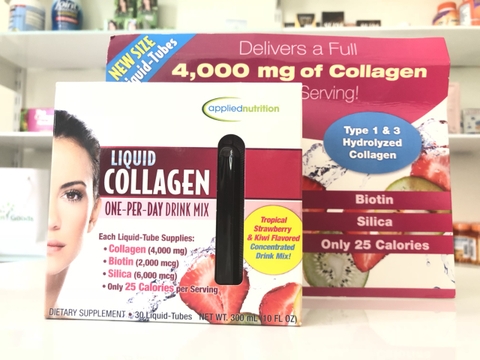 NEW SIZE
Liquid-Tubes
Delivers a Full
4,000 mg of Collagen
Serving!
Type 1 & 3
Hydrolyzed
Collagen
Biotin
Silica
Only 25 Calories
appliednutrition
LIQUID
COLLAGEN
ONE-PER-DAY DRINK MIX
Each Liquid-Tube Supplies:
• Collagen (4,000 mg)
• Biotin (2,000 mcg)
• Silica (6,000 mcg)
• Only 25 Calories per Serving
Tropical
Strawberry
& Kiwi Flavored
Concentrated
Drink Mix!
DIETARY SUPPLEMENT • 30 Liquid-Tubes NET WT. 300 mL (10 FL OZ)